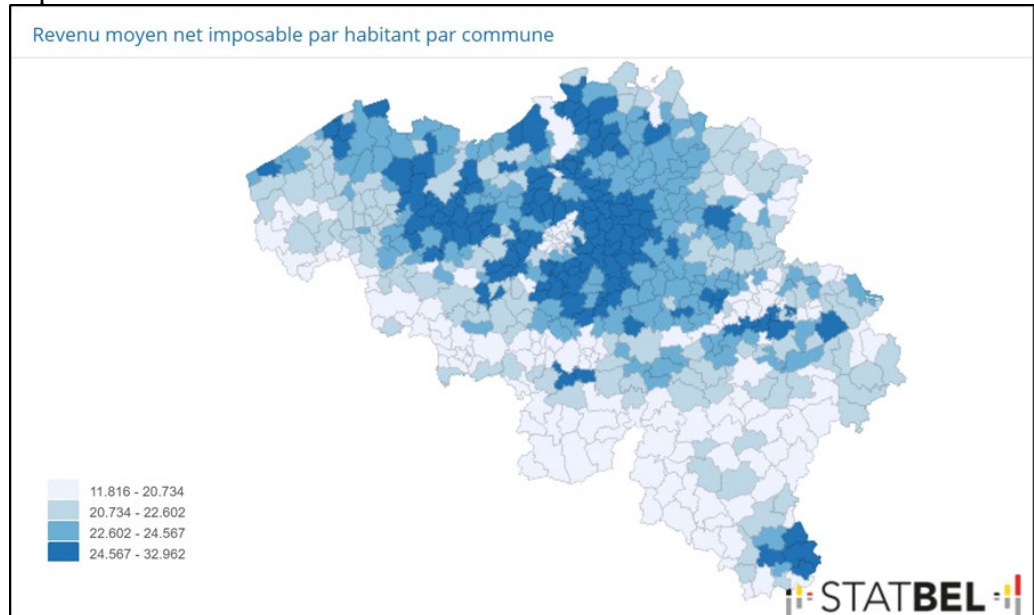 Revenu moyen net imposable par habitant par commune
11.816 - 20.734
20.734 - 22.602
22.602 - 24.567
24.567 - 32.962
STATBEL